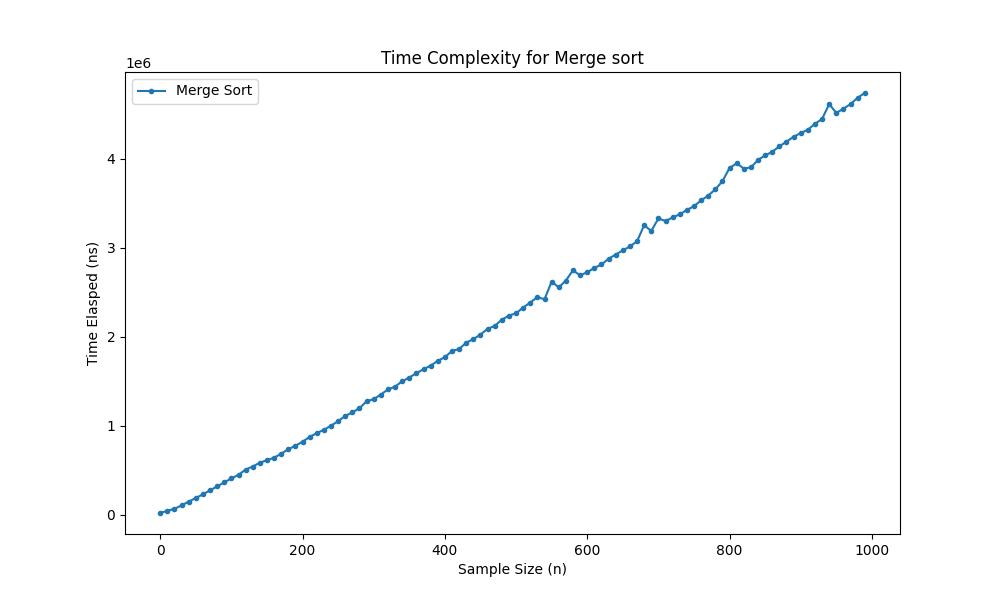 Time Complexity for Merge sort
1e6
Merge Sort
4
3
2
1
0
Time Elasped (ns)
0 200 400 600 800 1000
Sample Size (n)